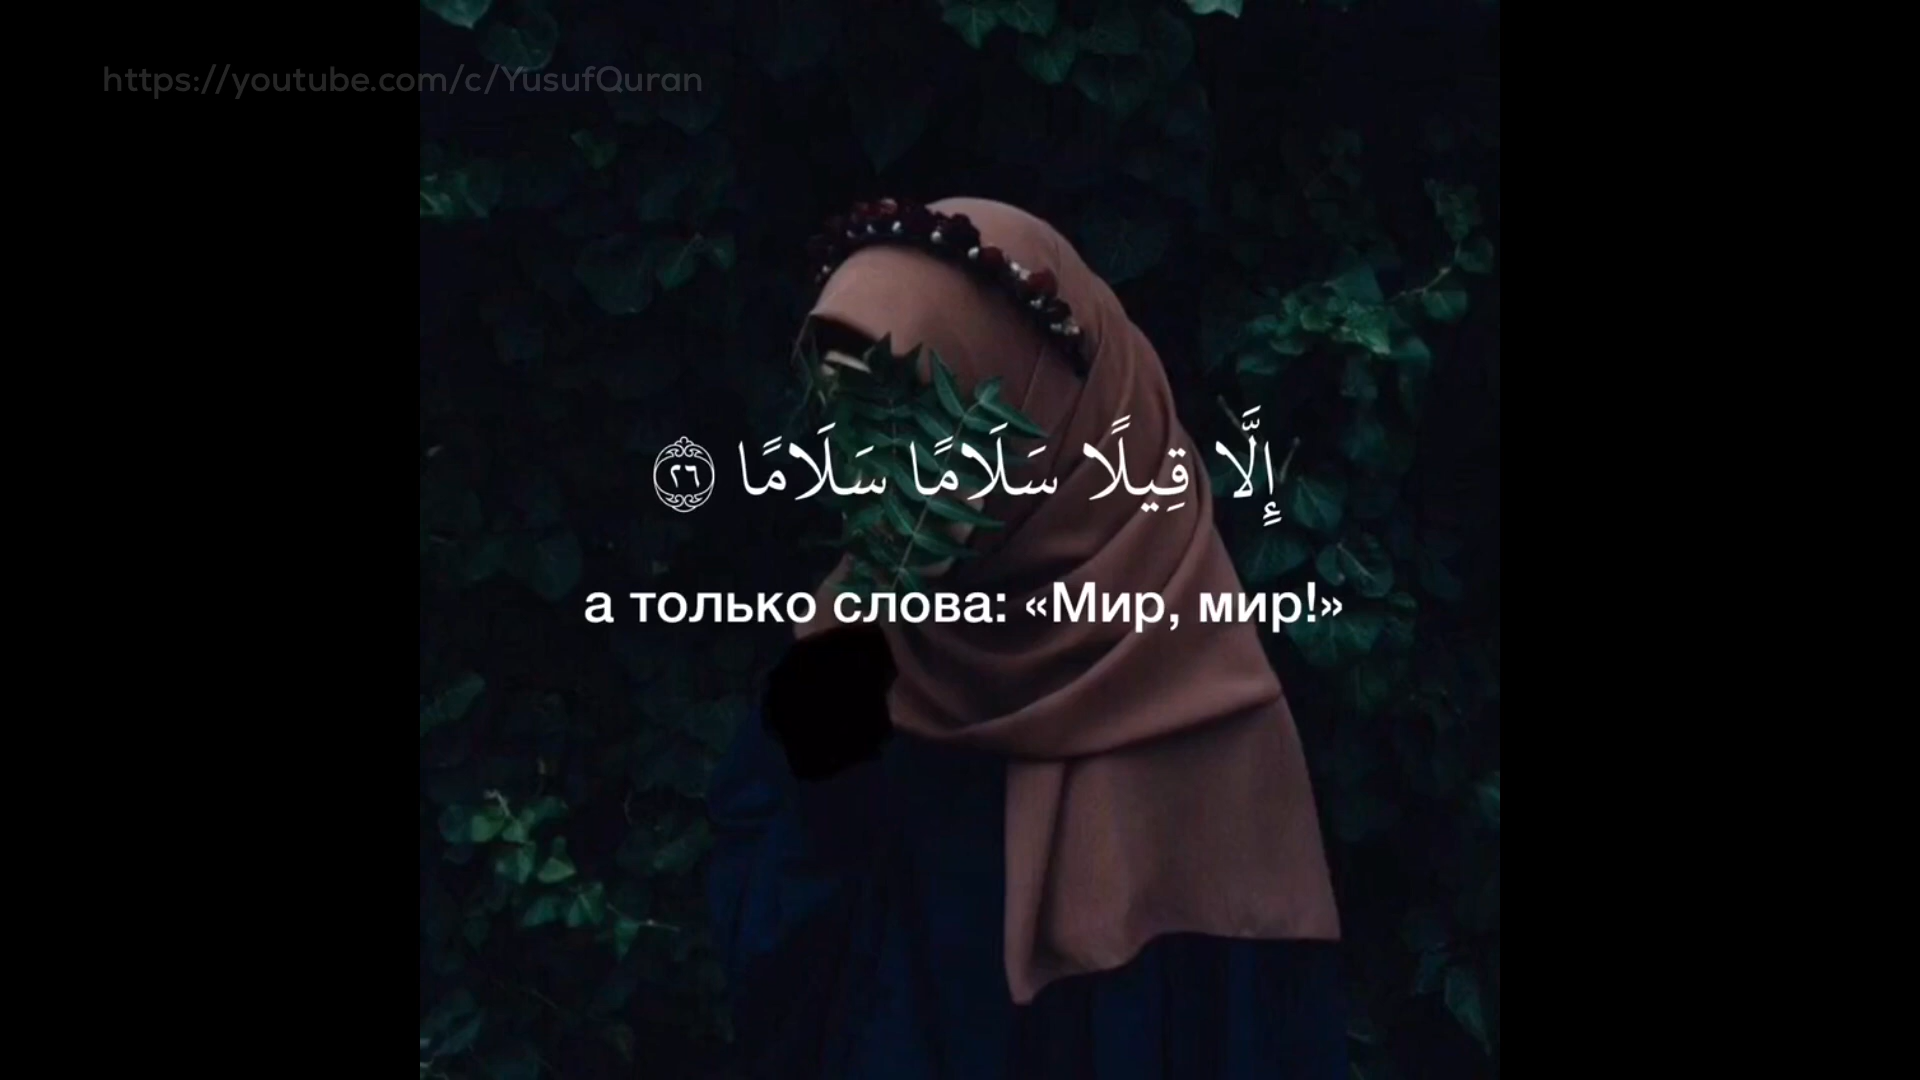 https://youtube.com/c/YusufQuran
إِلَّا قِيلًا سَلَامًا سَلَامًا ٢٦
а только слова: «Мир, мир!»